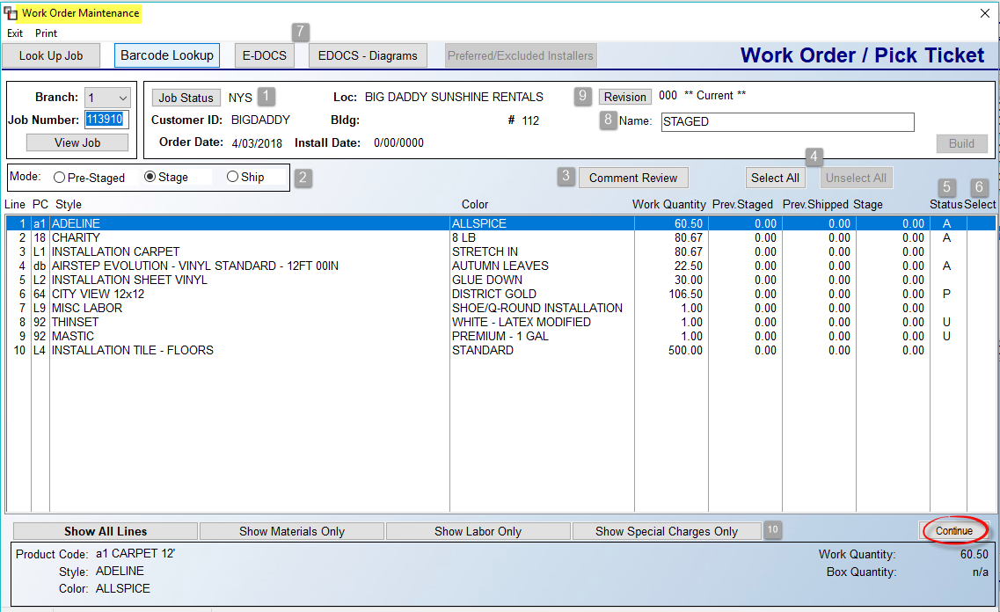 Work Order Maintenance
Exit Print
7
Look Up Job Barcode Lookup E-DOCS EDOCS - Diagrams Preferred/Excluded Installers Work Order / Pick Ticket
Branch: 1 Job Status NYS 1 Loc: BIG DADDY SUNSHINE RENTALS 9 Revision 000 ** Current **
Job Number: 113910 Customer ID: BIGDADDY Bldg: # 112 8 Name: STAGED
View Job Order Date: 4/03/2018 Install Date: 0/00/0000 Build
Mode: Pre-Staged Stage Ship 2 3 Comment Review Select All 4 Unselect All
5 6
Line PC Style Color Work Quantity Prev.Staged Prev.Shipped Stage Status Select
1 a1 ADELINE ALLSPICE 60.50 0.00 0.00 0.00 A
2 18 CHARITY 8 LB 80.67 0.00 0.00 0.00 A
3 L1 INSTALLATION CARPET STRETCH IN 80.67 0.00 0.00 0.00
4 db AIRSTEP EVOLUTION - VINYL STANDARD - 12FT 00IN AUTUMN LEAVES 22.50 0.00 0.00 0.00 A
5 L2 INSTALLATION SHEET VINYL GLUE DOWN 30.00 0.00 0.00 0.00
6 64 CITY VIEW 12x12 DISTRICT GOLD 106.50 0.00 0.00 0.00 P
7 L9 MISC LABOR SHOE/Q-ROUND INSTALLATION 1.00 0.00 0.00 0.00
8 92 THINSET WHITE - LATEX MODIFIED 1.00 0.00 0.00 0.00 U
9 92 MASTIC PREMIUM - 1 GAL 1.00 0.00 0.00 0.00 U
10 L4 INSTALLATION TILE - FLOORS STANDARD 500.00 0.00 0.00 0.00
Show All Lines Show Materials Only Show Labor Only Show Special Charges Only 10 Continue
Product Code: a1 CARPET 12' Work Quantity: 60.50
Style: ADELINE Box Quantity: n/a
Color: ALLSPICE